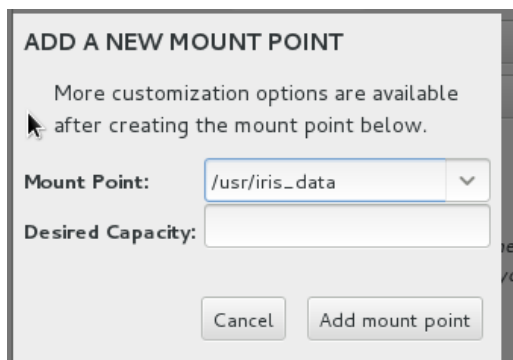 ADD A NEW MOUNT POINT
More customization options are available
after creating the mount point below.
Mount Point: /usr/iris_data
Desired Capacity:
Cancel Add mount point